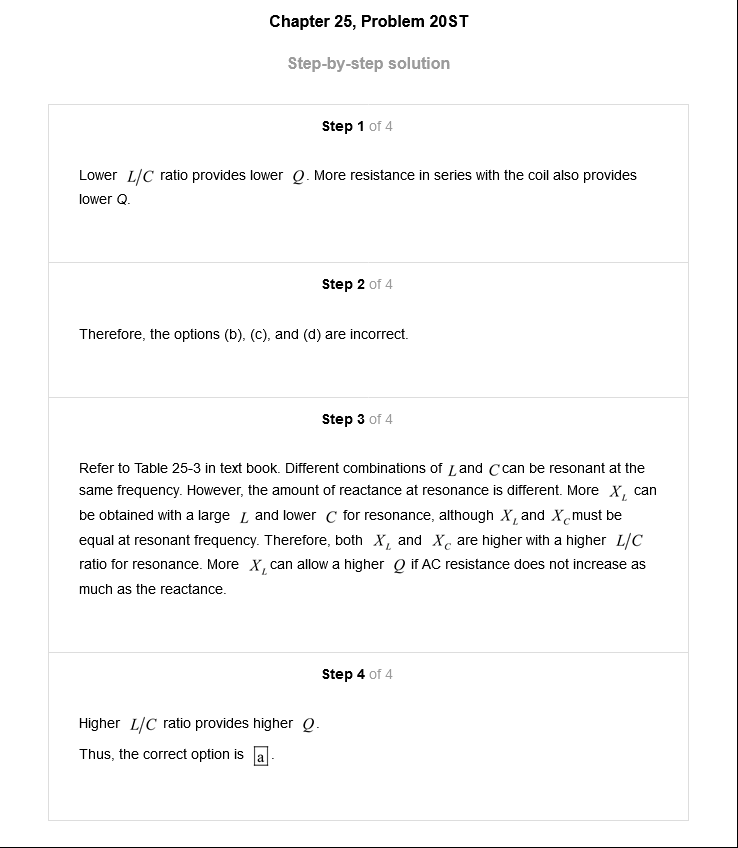 Chapter 25, Problem 20ST
Step-by-step solution
Step 1 of 4
Lower L/C ratio provides lower Q. More resistance in series with the coil also provides
lower Q.
Step 2 of 4
Therefore, the options (b), (c), and (d) are incorrect.
Step 3 of 4
Refer to Table 25-3 in text book. Different combinations of L and C can be resonant at the
same frequency. However, the amount of reactance at resonance is different. More X_L can
be obtained with a large L and lower C for resonance, although X_L and X_C must be
equal at resonant frequency. Therefore, both X_L and X_C are higher with a higher L/C
ratio for resonance. More X_L can allow a higher Q if AC resistance does not increase as
much as the reactance.
Step 4 of 4
Higher L/C ratio provides higher Q.
Thus, the correct option is a.